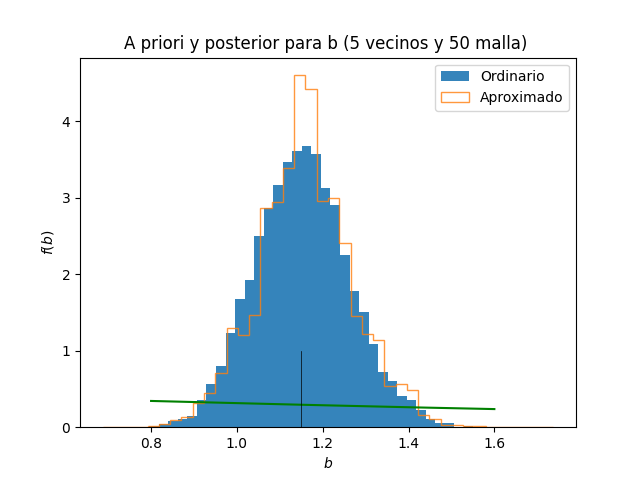 A priori y posterior para b (5 vecinos y 50 malla)
Ordinario
Aproximado
4
3
2
1
0
f(b)
0.8 1.0 1.2 1.4 1.6
b